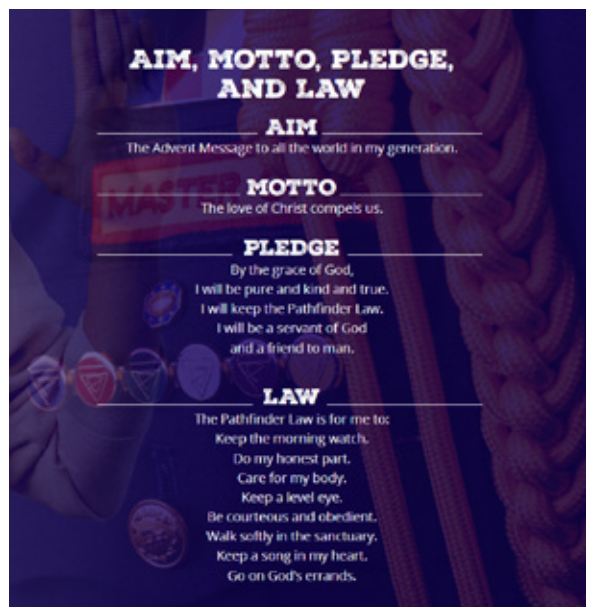 AIM, MOTTO, PLEDGE,
AND LAW
AIM
The Advent Message to all the world in my generation.
MOTTO
The love of Christ compels us.
PLEDGE
By the grace of God,
I will be pure and kind and true.
I will keep the Pathfinder Law.
I will be a servant of God
and a friend to man.
LAW
The Pathfinder Law is for me to:
Keep the morning watch.
Do my honest part.
Care for my body.
Keep a level eye.
Be courteous and obedient.
Walk softly in the sanctuary.
Keep a song in my heart.
Go on God's errands.
MASTER